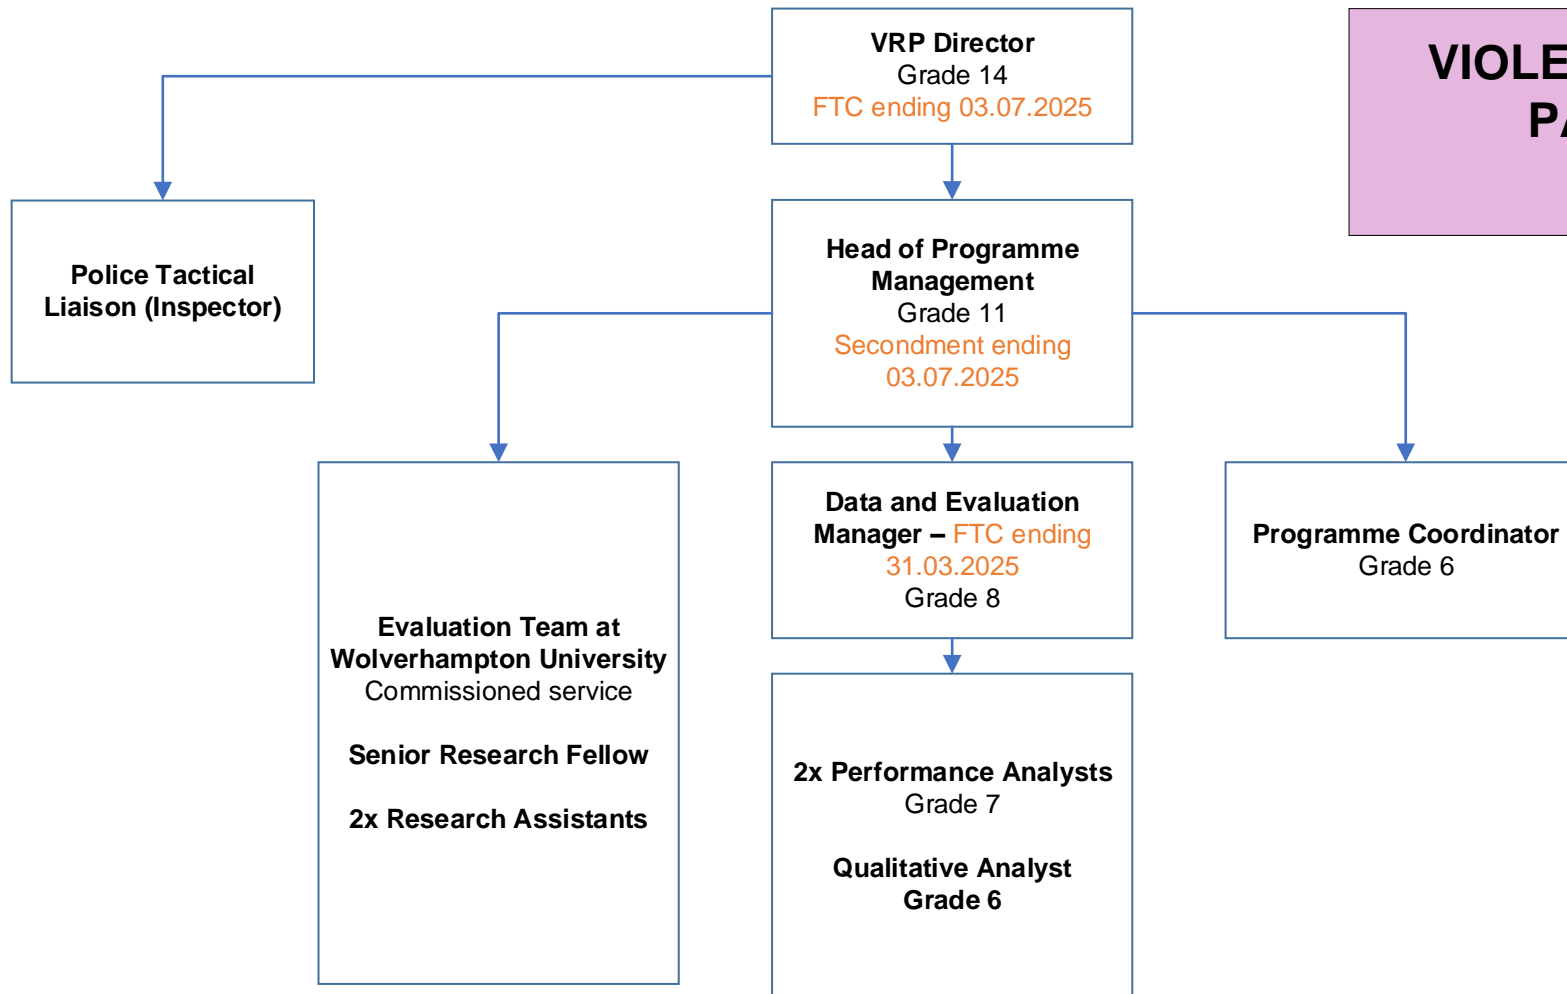 VRP Director
Grade 14
FTC ending 03.07.2025
VIOLE
PA
Police Tactical
Liaison (Inspector)
Head of Programme
Management
Grade 11
Secondment ending
03.07.2025
Evaluation Team at
Wolverhampton University
Commissioned service
Senior Research Fellow
2x Research Assistants
Data and Evaluation
Manager – FTC ending
31.03.2025
Grade 8
Programme Coordinator
Grade 6
2x Performance Analysts
Grade 7
Qualitative Analyst
Grade 6